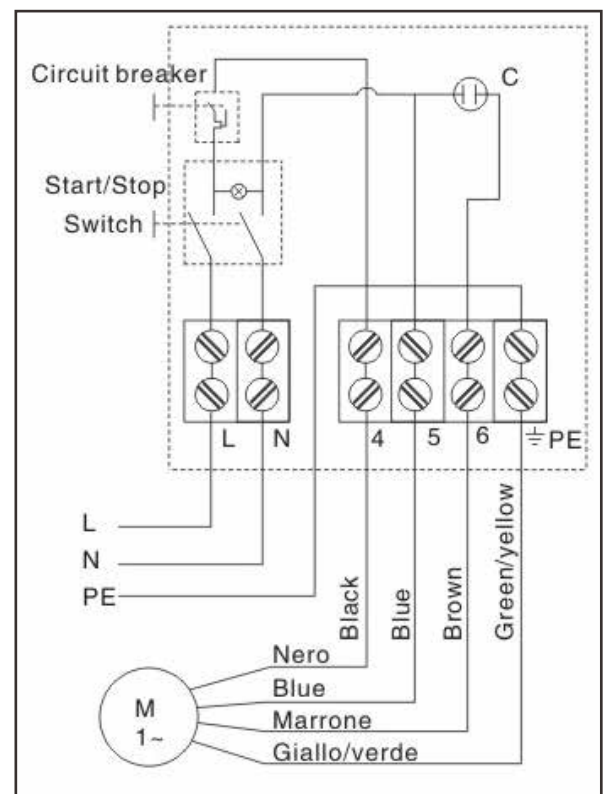 Circuit breaker
C
Start/Stop
Switch
L N 4 5 6 PE
L
N
PE
Black
Blue
Brown
Green/yellow
Nero
Blue
Marrone
Giallo/verde
M
1~